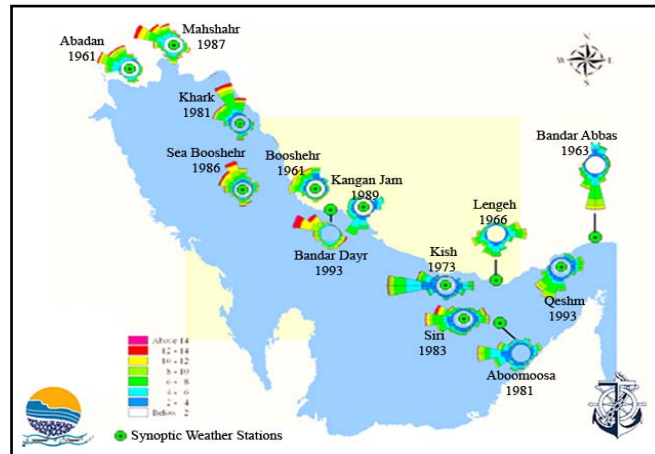 Mahshahr
1987
Abadan
1961
N
W
E
S
Khark
1981
Bandar Abbas
1963
Sea Booshehr
1986
Booshehr
1961
Kangan Jam
1989
Lengeh
1966
Bandar Dayr
1993
Kish
1973
Qeshm
1993
Siri
1983
Aboomoosa
1981
Above 14
12 - 14
10 - 12
8 - 10
6 - 8
4 - 6
2 - 4
Below 2
Synoptic Weather Stations